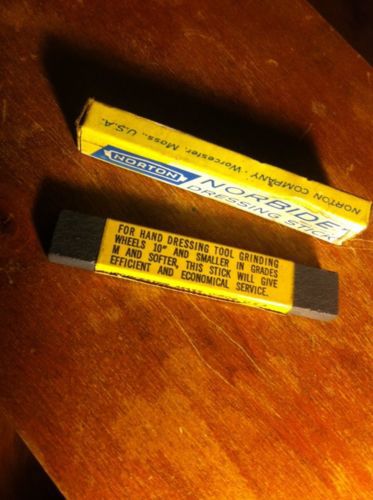 NORTON COMPANY · Worcester, Mass., U.S.A.
NORTON
NORBIDE
DRESSING STICK
FOR HAND DRESSING TOOL GRINDING
WHEELS 10" AND SMALLER IN GRADES
M AND SOFTER, THIS STICK WILL GIVE
EFFICIENT AND ECONOMICAL SERVICE.